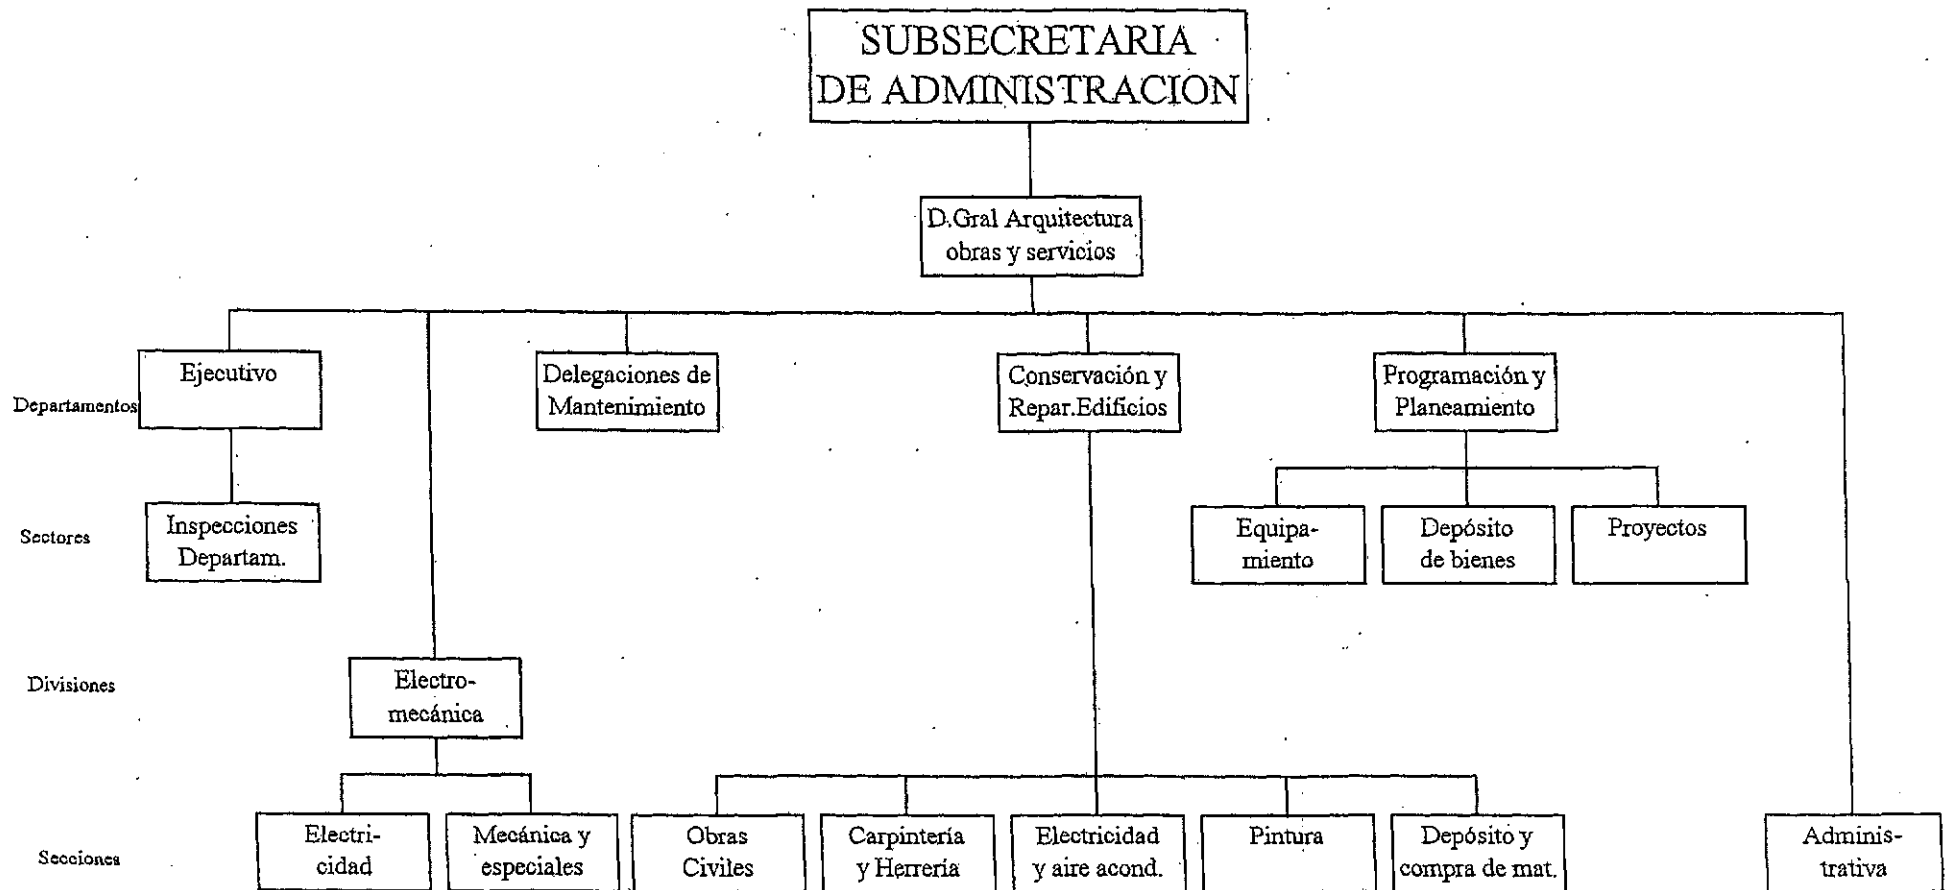 SUBSECRETARIA
DE ADMINISTRACION
D.Gral Arquitectura
obras y servicios
Departamentos
Ejecutivo
Delegaciones de
Mantenimiento
Conservación y
Repar.Edificios
Programación y
Planeamiento
Sectores
Inspecciones
Departam.
Equipa-
miento
Depósito
de bienes
Proyectos
Divisiones
Electro-
mecánica
Secciones
Electri-
cidad
Mecánica y
especiales
Obras
Civiles
Carpintería
y Herrería
Electricidad
y aire acond.
Pintura
Depósito y
compra de mat.
Adminis-
trativa